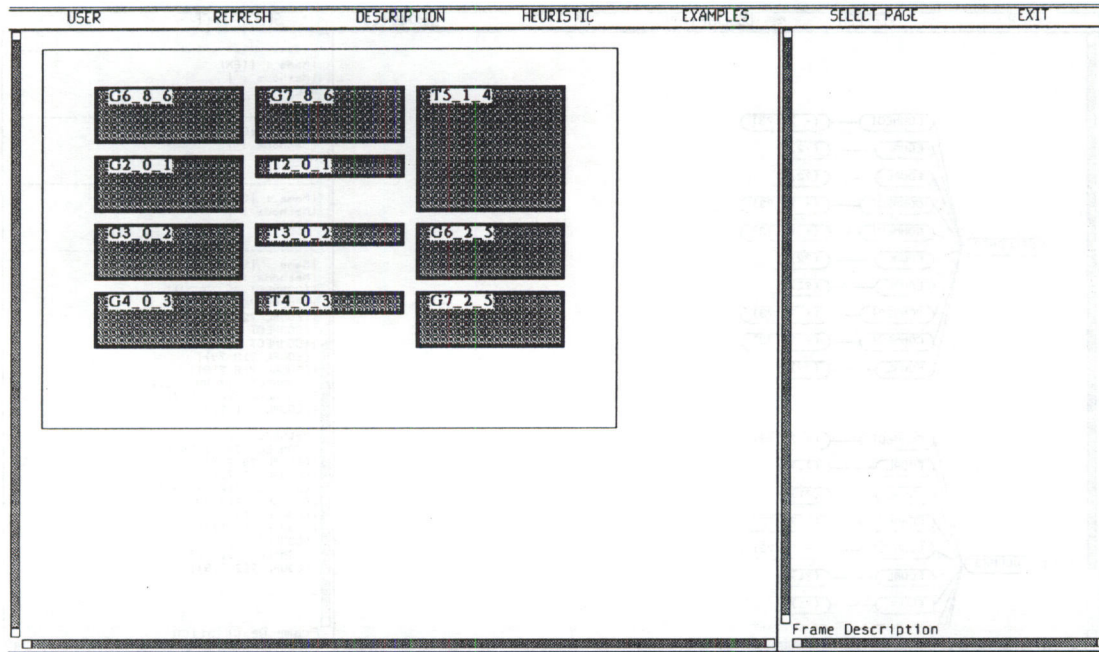 USER REFRESH DESCRIPTION HEURISTIC EXAMPLES SELECT PAGE EXIT
G6_8_6 G7_8_6 T5_1_4
G2_0_1 T2_0_1
G3_0_2 T3_0_2 G6_2_5
G4_0_3 T4_0_3 G7_2_5
Frame Description